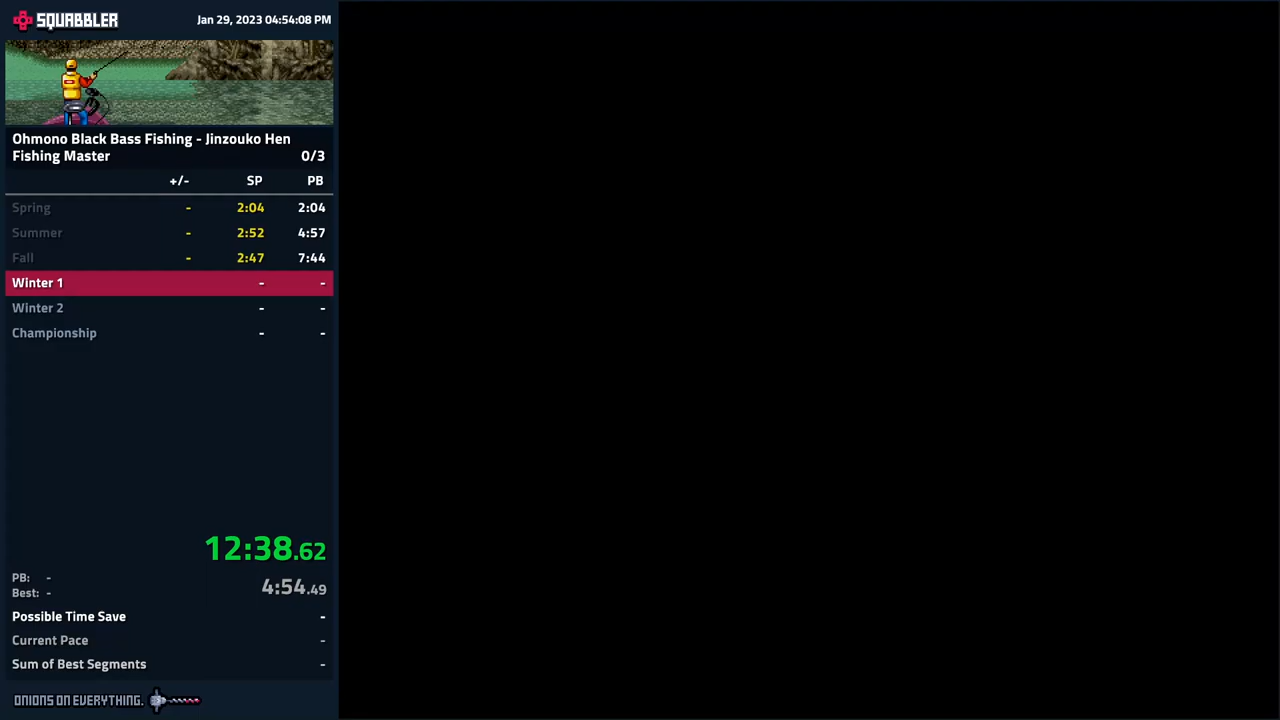 SQUABBLER
Jan 29, 2023 04:54:08 PM
Ohmono Black Bass Fishing - Jinzouko Hen
Fishing Master 0/3
+/- SP PB
Spring - 2:04 2:04
Summer - 2:52 4:57
Fall - 2:47 7:44
Winter 1 - -
Winter 2 - -
Championship - -
12:38.62
PB: -
4:54.49
Best: -
Possible Time Save -
Current Pace -
Sum of Best Segments -
ONIONS ON EVERYTHING.